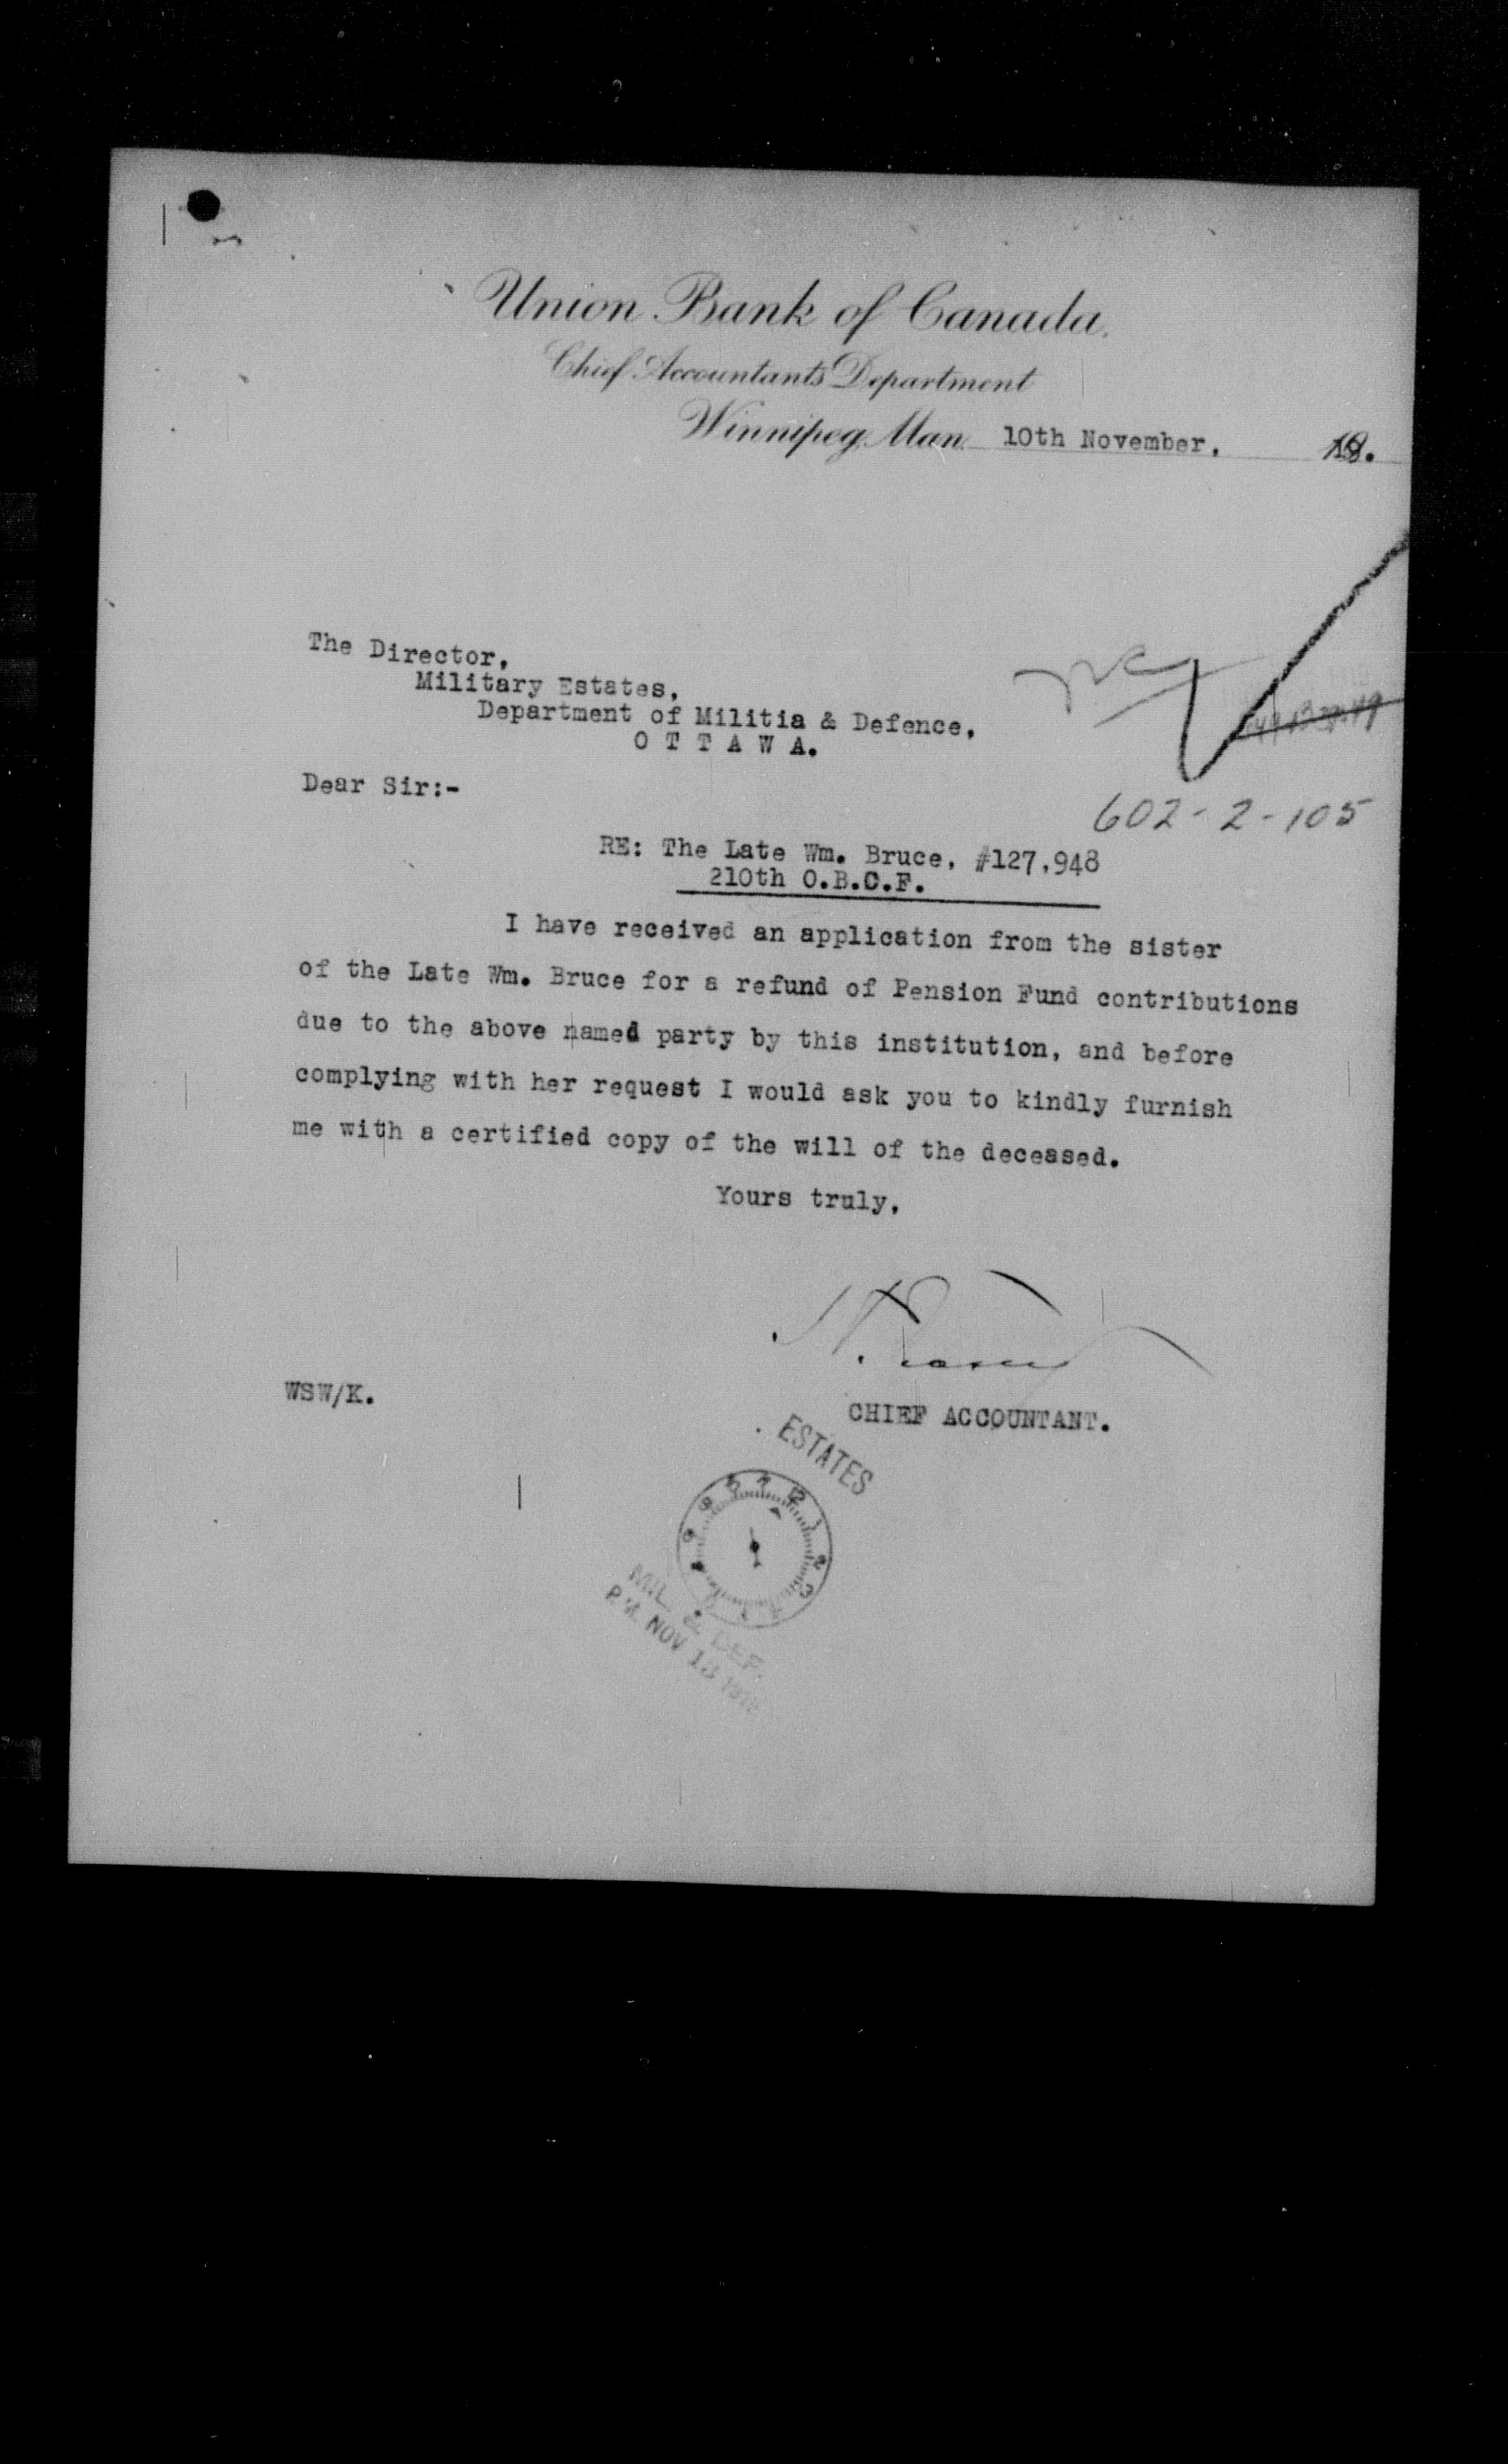 Union Bank of Canada.
Chief Accountants Department
Winnipeg, Man. 10th November, 18.
The Director,
Military Estates,
Department of Militia & Defence,
O T T A W A.
Dear Sir:-
602-2-105
RE: The Late Wm. Bruce, #127,948
210th O.B.C.F.
I have received an application from the sister
of the Late Wm. Bruce for a refund of Pension Fund contributions
due to the above named party by this institution, and before
complying with her request I would ask you to kindly furnish
me with a certified copy of the will of the deceased.
Yours truly,
WSW/K.
CHIEF ACCOUNTANT.
ESTATES
MIL. & DEF.
P.M. NOV 13 1918